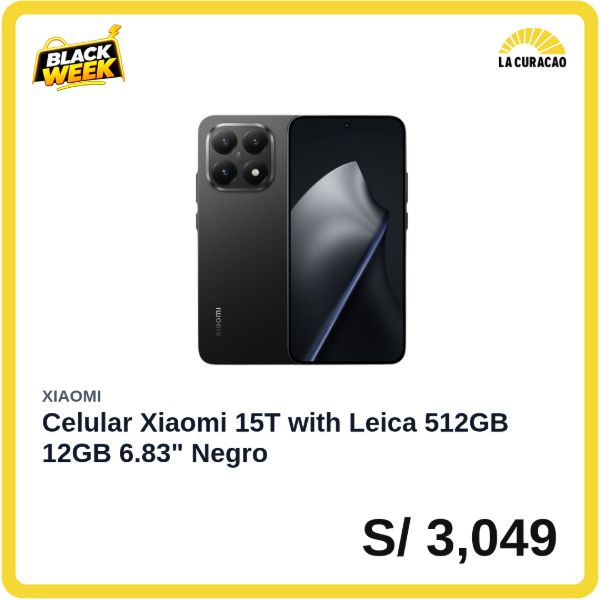 BLACK
WEEK
LA CURACAO
xiaomi
XIAOMI
Celular Xiaomi 15T with Leica 512GB
12GB 6.83" Negro
S/ 3,049